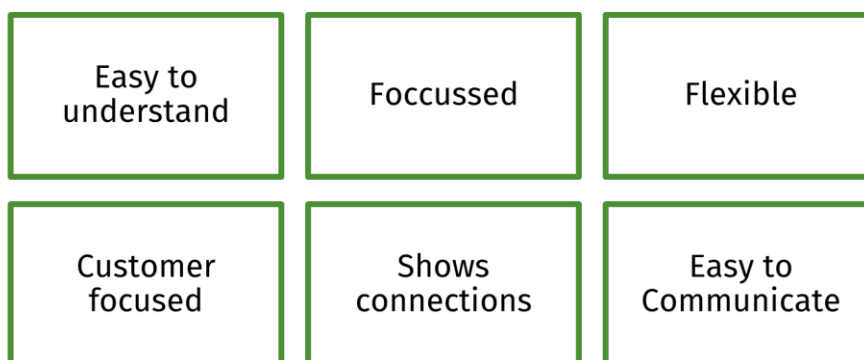 Easy to
understand
Foccussed
Flexible
Customer
focused
Shows
connections
Easy to
Communicate